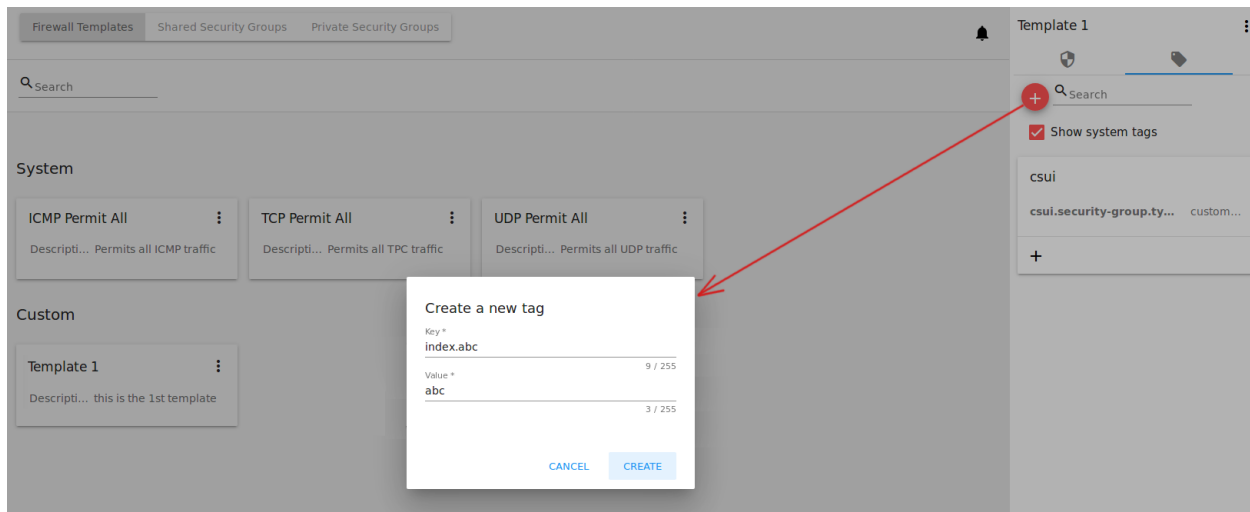 Firewall Templates Shared Security Groups Private Security Groups
Search
System
ICMP Permit All
Descripti... Permits all ICMP traffic
TCP Permit All
Descripti... Permits all TPC traffic
UDP Permit All
Descripti... Permits all UDP traffic
Custom
Template 1
Descripti... this is the 1st template
Create a new tag
Key *
index.abc
9 / 255
Value *
abc
3 / 255
CANCEL CREATE
Template 1
Search
Show system tags
csui
csui.security-group.ty... custom...